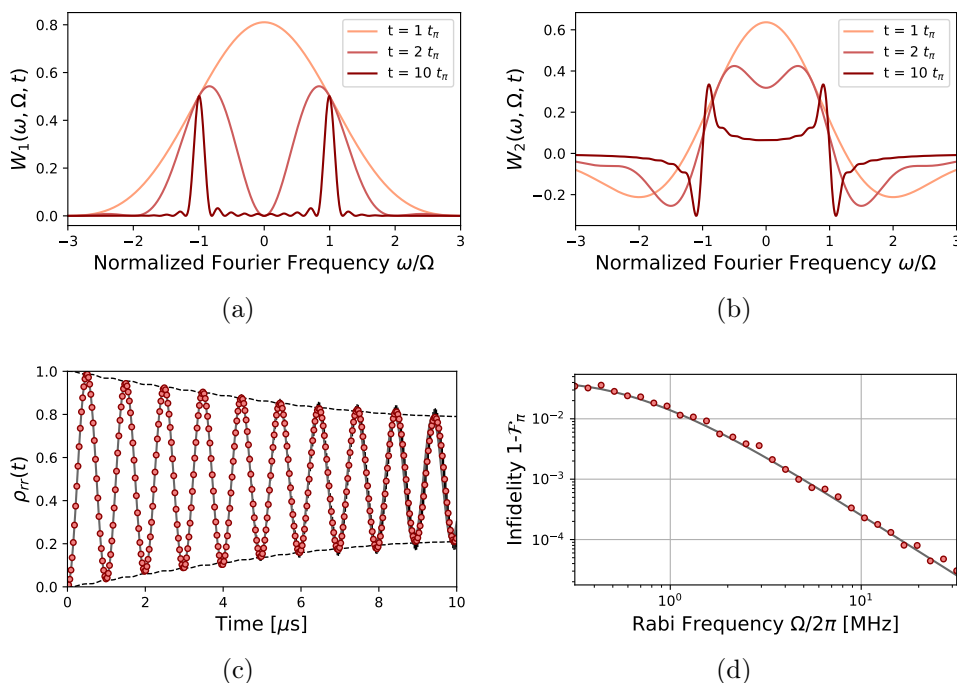 W₁(ω, Ω, t)
0.8
0.6
0.4
0.2
0.0
t = 1 tπ
t = 2 tπ
t = 10 tπ
−3 −2 −1 0 1 2 3
Normalized Fourier Frequency ω/Ω
(a)
W₂(ω, Ω, t)
0.6
0.4
0.2
0.0
−0.2
t = 1 tπ
t = 2 tπ
t = 10 tπ
−3 −2 −1 0 1 2 3
Normalized Fourier Frequency ω/Ω
(b)
ρrr(t)
1.0
0.8
0.6
0.4
0.2
0.0
0 2 4 6 8 10
Time [μs]
(c)
Infidelity 1-ℱπ
10⁻²
10⁻³
10⁻⁴
10⁰ 10¹
Rabi Frequency Ω/2π [MHz]
(d)